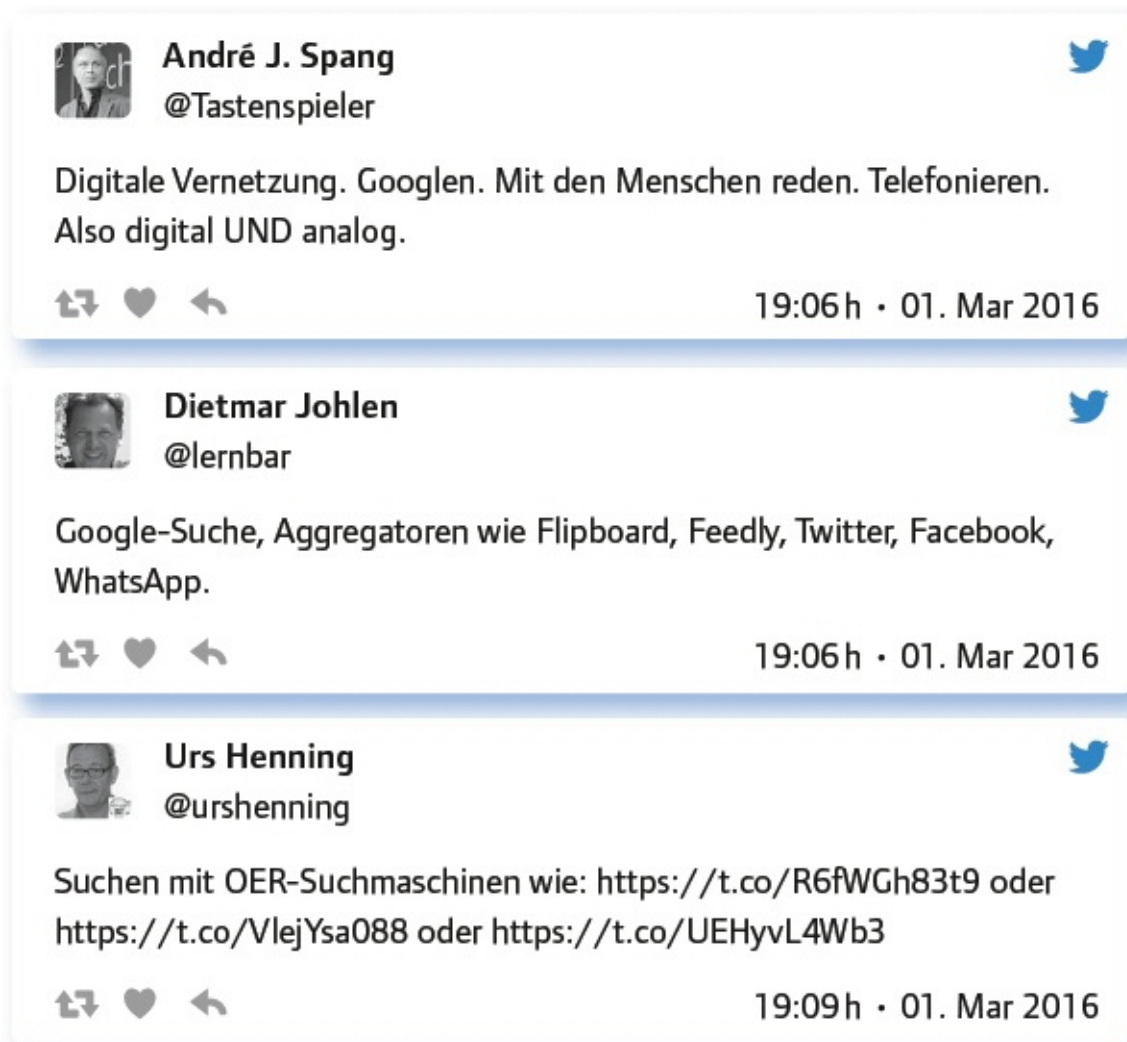 André J. Spang
@Tastenspieler
Digitale Vernetzung. Googlen. Mit den Menschen reden. Telefonieren.
Also digital UND analog.
19:06 h · 01. Mar 2016
Dietmar Johlen
@lernbar
Google-Suche, Aggregatoren wie Flipboard, Feedly, Twitter, Facebook,
WhatsApp.
19:06 h · 01. Mar 2016
Urs Henning
@urshenning
Suchen mit OER-Suchmaschinen wie: https://t.co/R6fWGh83t9 oder
https://t.co/VlejYsa088 oder https://t.co/UEHyvL4Wb3
19:09 h · 01. Mar 2016